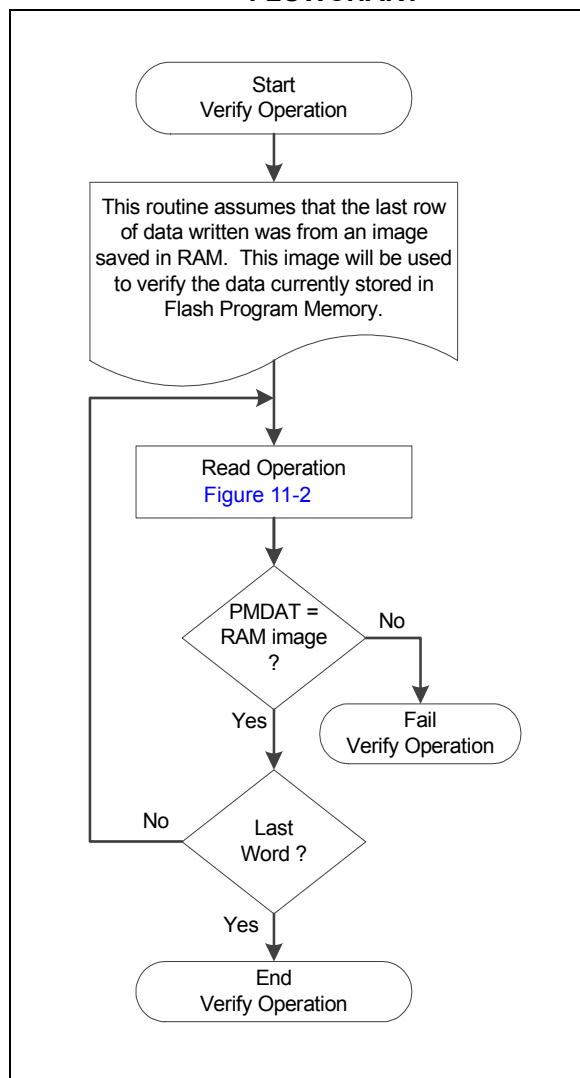 FLOWCHART
Start
Verify Operation
This routine assumes that the last row
of data written was from an image
saved in RAM. This image will be used
to verify the data currently stored in
Flash Program Memory.
Read Operation
Figure 11-2
PMDAT =
RAM image
?
No
Yes
Fail
Verify Operation
No
Last
Word ?
Yes
End
Verify Operation